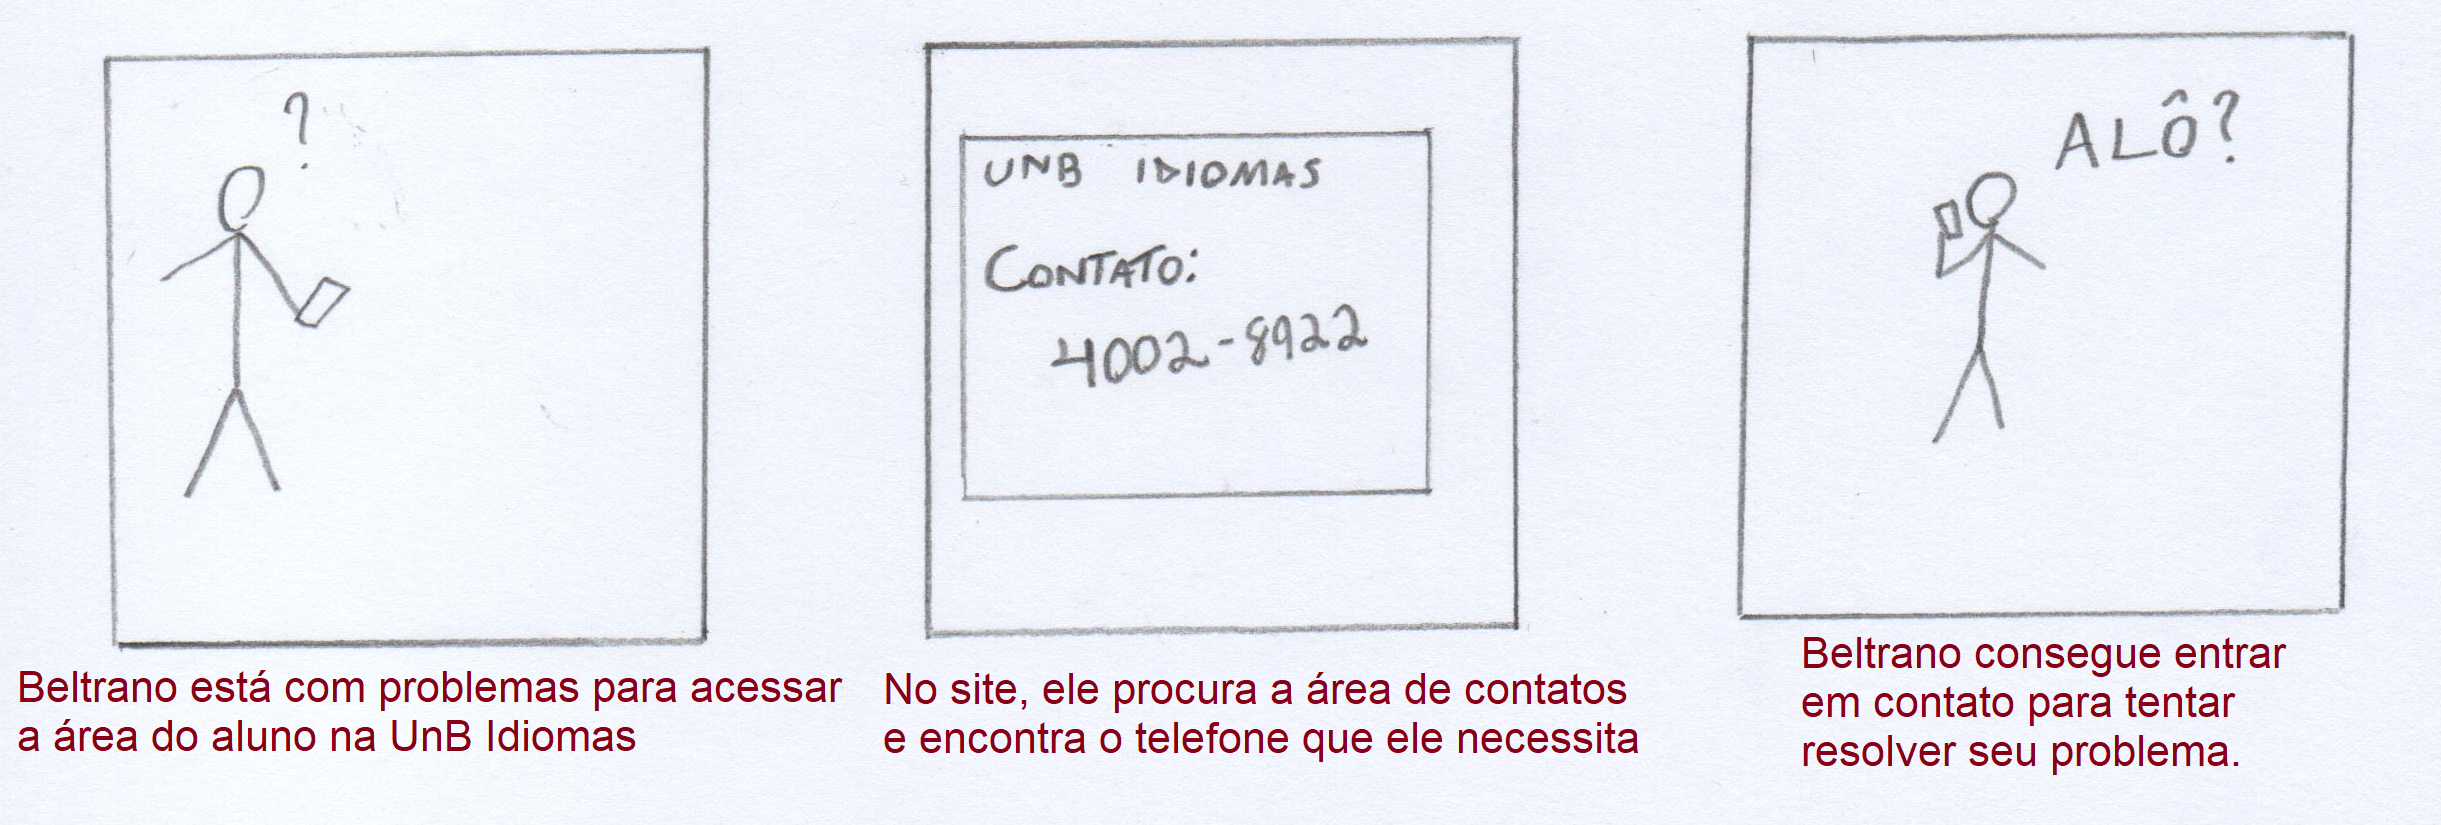 ?
UNB IDIOMAS
CONTATO:
4002-8922
ALÔ?
Beltrano está com problemas para acessar
a área do aluno na UnB Idiomas
No site, ele procura a área de contatos
e encontra o telefone que ele necessita
Beltrano consegue entrar
em contato para tentar
resolver seu problema.